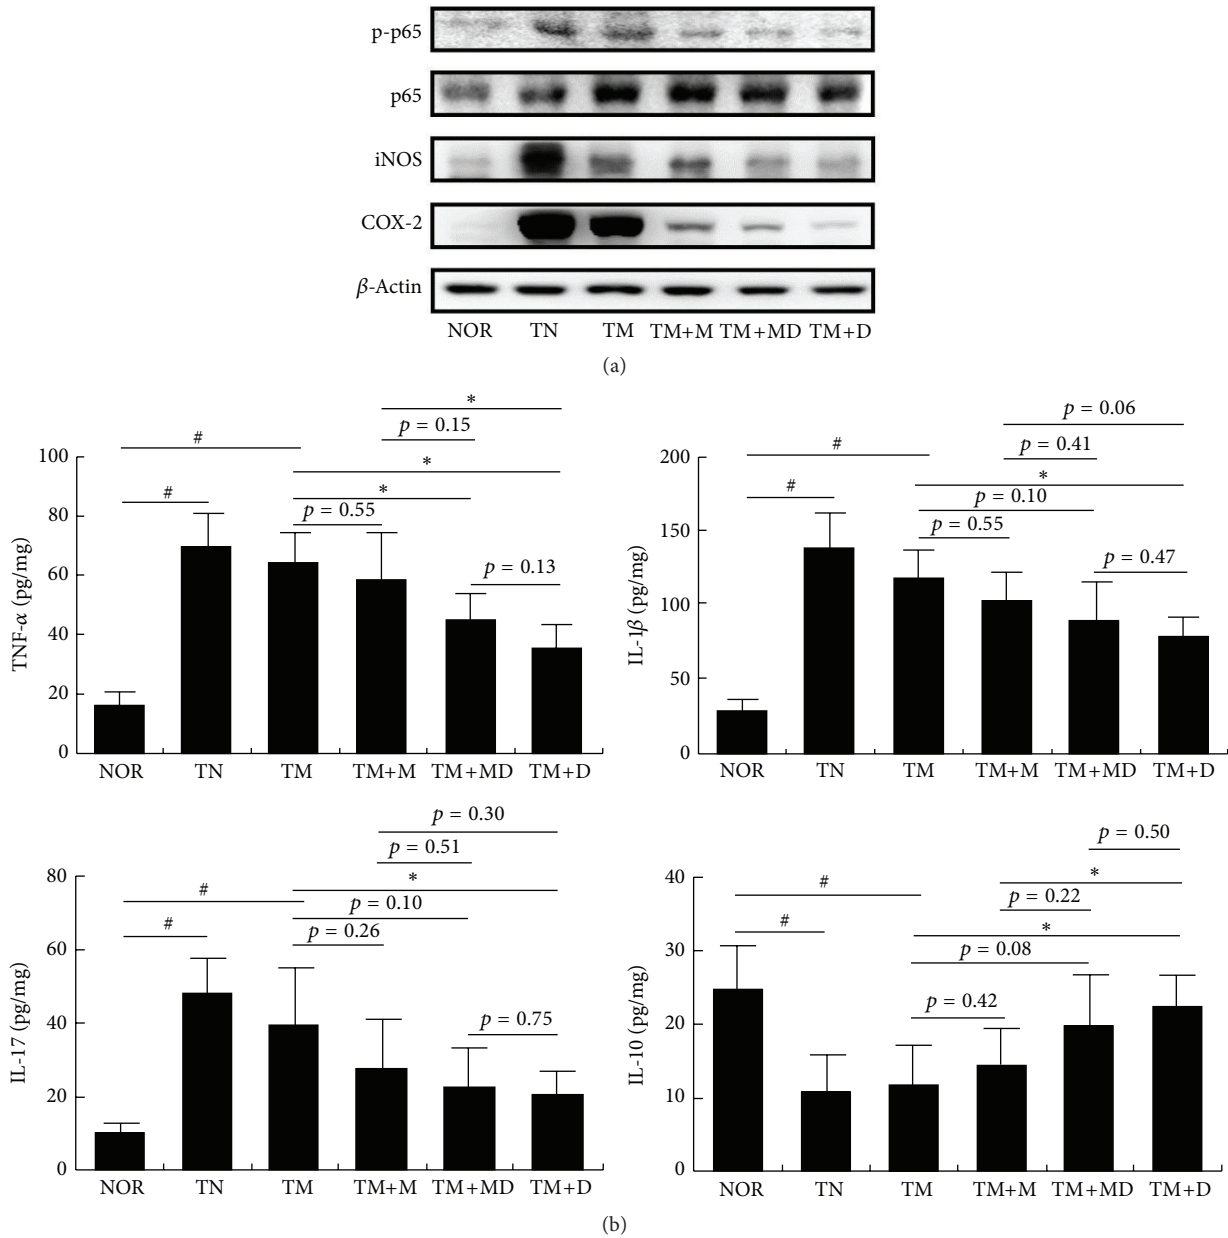 p-p65
p65
iNOS
COX-2
β-Actin
NOR TN TM TM+M TM+MD TM+D
(a)
TNF-α (pg/mg)
100
80
60
40
20
0
#
#
*
p = 0.15
*
*
p = 0.55
p = 0.13
NOR TN TM TM+M TM+MD TM+D
IL-1β (pg/mg)
200
150
100
50
0
#
#
p = 0.06
p = 0.41
*
p = 0.10
p = 0.55
p = 0.47
NOR TN TM TM+M TM+MD TM+D
IL-17 (pg/mg)
80
60
40
20
0
#
#
p = 0.30
p = 0.51
*
p = 0.10
p = 0.26
p = 0.75
NOR TN TM TM+M TM+MD TM+D
IL-10 (pg/mg)
40
30
20
10
0
#
#
p = 0.50
*
p = 0.22
*
p = 0.08
p = 0.42
NOR TN TM TM+M TM+MD TM+D
(b)